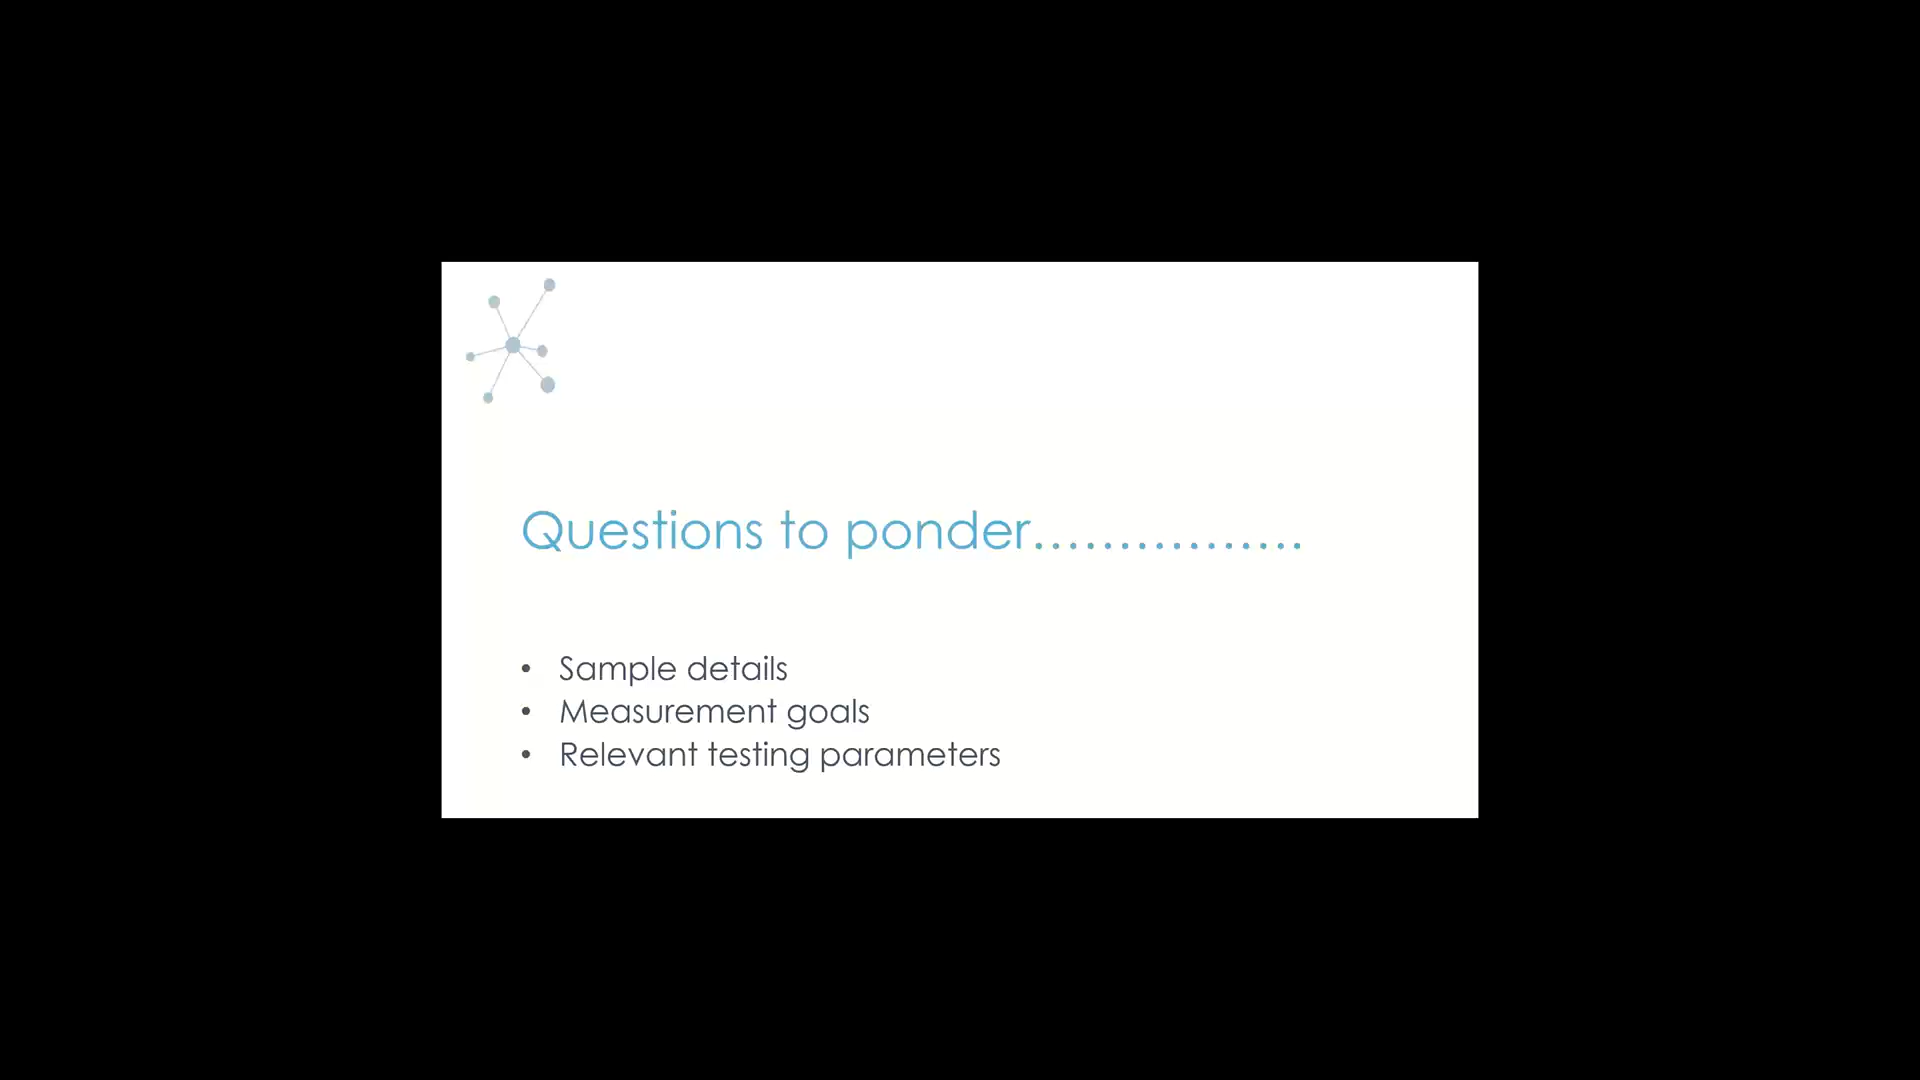 Questions to ponder................
• Sample details
• Measurement goals
• Relevant testing parameters